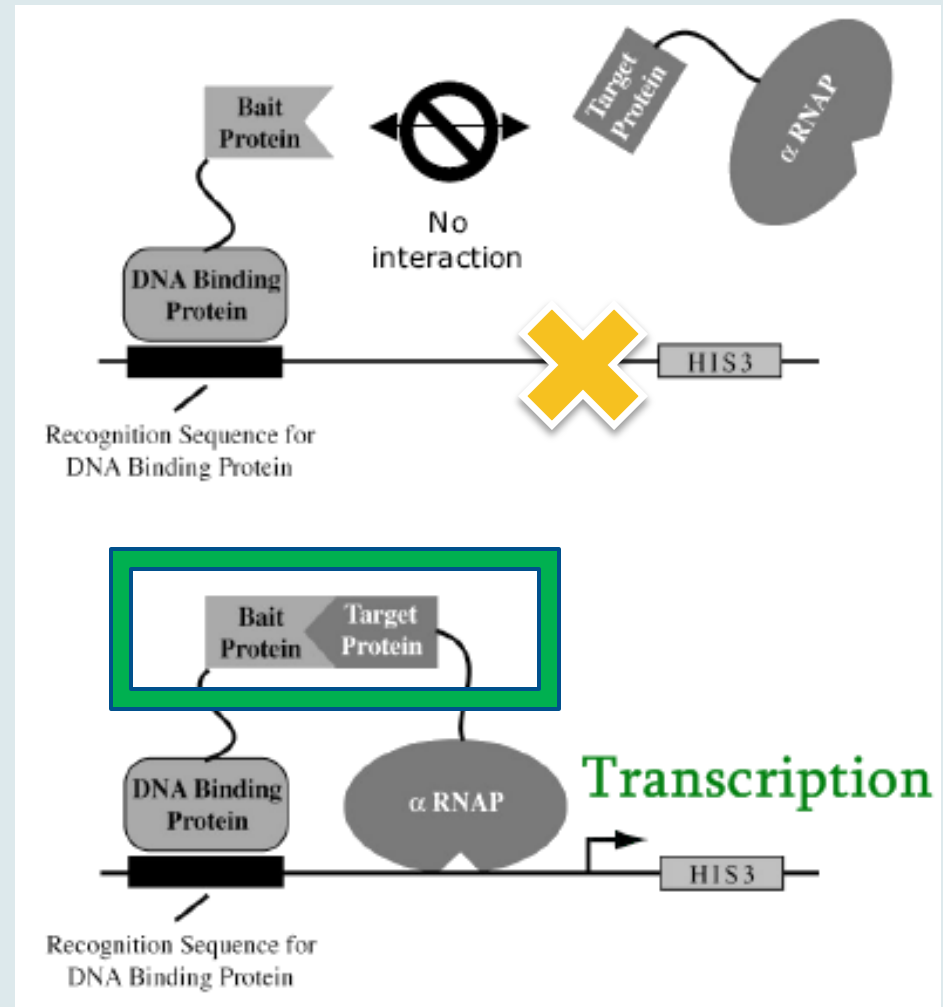 Bait
Protein
Target
Protein
α RNAP
No
interaction
DNA Binding
Protein
HIS3
Recognition Sequence for
DNA Binding Protein
Bait
Protein
Target
Protein
DNA Binding
Protein
α RNAP
Transcription
HIS3
Recognition Sequence for
DNA Binding Protein